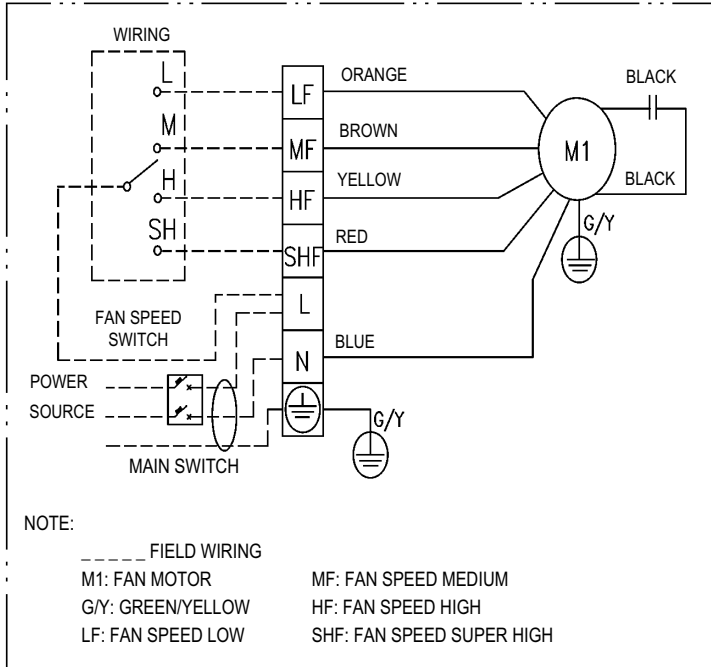 WIRING
L
M
H
SH
FAN SPEED
SWITCH
POWER
SOURCE
MAIN SWITCH
LF
MF
HF
SHF
L
N
ORANGE
BROWN
YELLOW
RED
BLUE
G/Y
M1
BLACK
BLACK
G/Y
NOTE:
_ _ _ _ _ FIELD WIRING
M1: FAN MOTOR
MF: FAN SPEED MEDIUM
G/Y: GREEN/YELLOW
HF: FAN SPEED HIGH
LF: FAN SPEED LOW
SHF: FAN SPEED SUPER HIGH